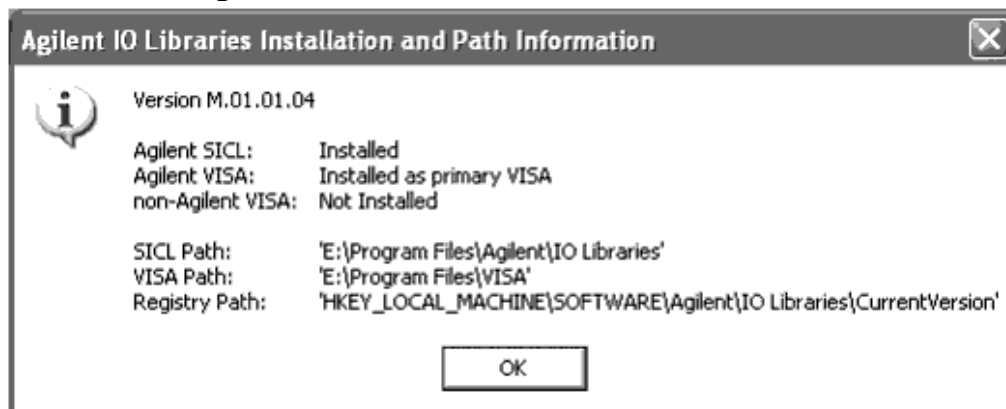 Agilent IO Libraries Installation and Path Information
Version M.01.01.04
Agilent SICL: Installed
Agilent VISA: Installed as primary VISA
non-Agilent VISA: Not Installed
SICL Path: 'E:\Program Files\Agilent\IO Libraries'
VISA Path: 'E:\Program Files\VISA'
Registry Path: 'HKEY_LOCAL_MACHINE\SOFTWARE\Agilent\IO Libraries\CurrentVersion'
OK